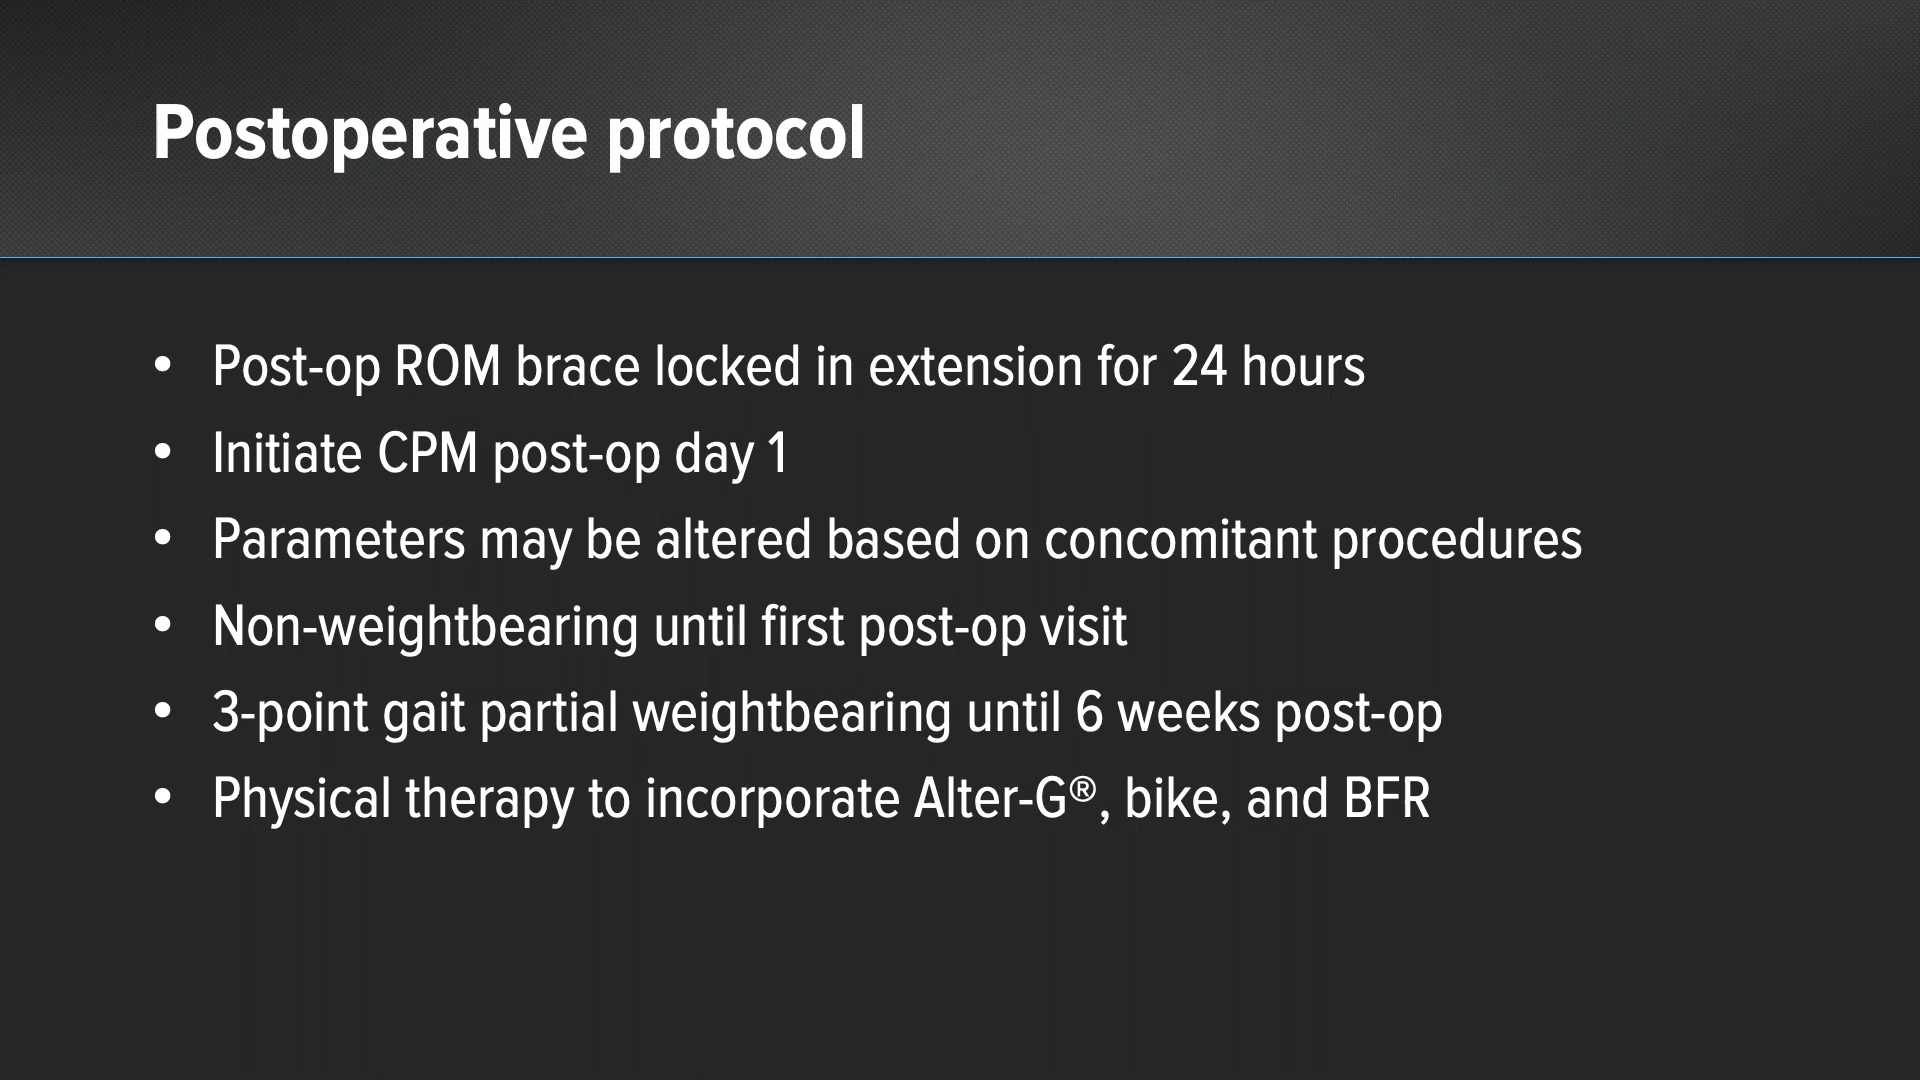 Postoperative protocol
• Post-op ROM brace locked in extension for 24 hours
• Initiate CPM post-op day 1
• Parameters may be altered based on concomitant procedures
• Non-weightbearing until first post-op visit
• 3-point gait partial weightbearing until 6 weeks post-op
• Physical therapy to incorporate Alter-G®, bike, and BFR